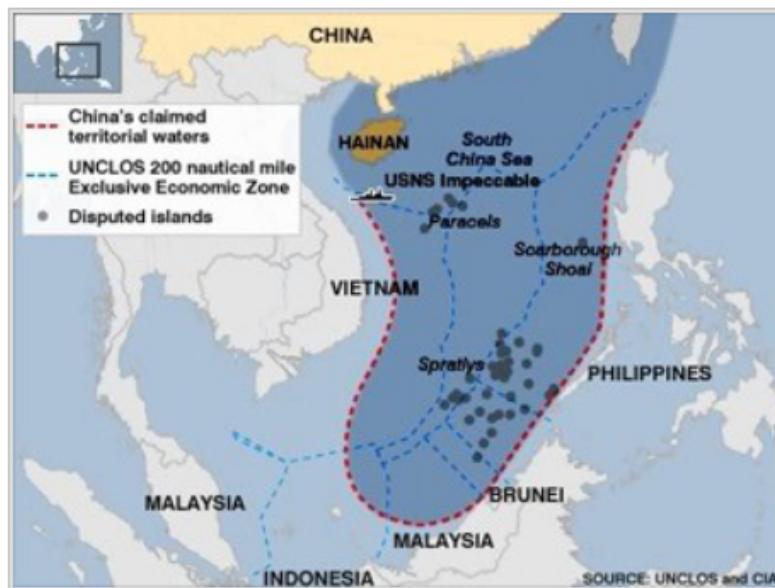 CHINA
China's claimed
territorial waters
UNCLOS 200 nautical mile
Exclusive Economic Zone
Disputed islands
HAINAN
South
China Sea
USNS Impeccable
Paracels
Scarborough
Shoal
VIETNAM
Spratlys
PHILIPPINES
MALAYSIA
BRUNEI
MALAYSIA
INDONESIA
SOURCE: UNCLOS and CIA